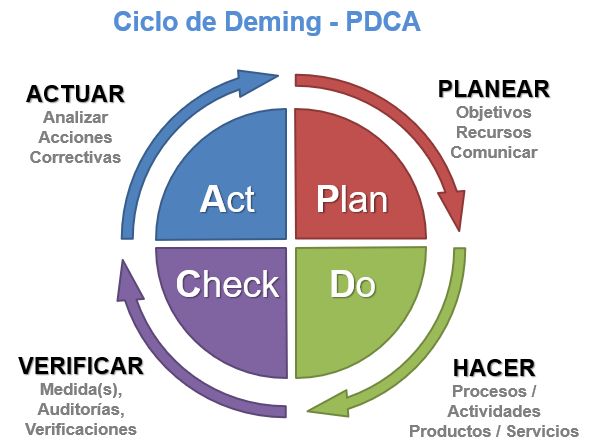 Ciclo de Deming - PDCA
ACTUAR
Analizar
Acciones
Correctivas
PLANEAR
Objetivos
Recursos
Comunicar
Act
Plan
Check
Do
VERIFICAR
Medida(s),
Auditorías,
Verificaciones
HACER
Procesos /
Actividades
Productos / Servicios